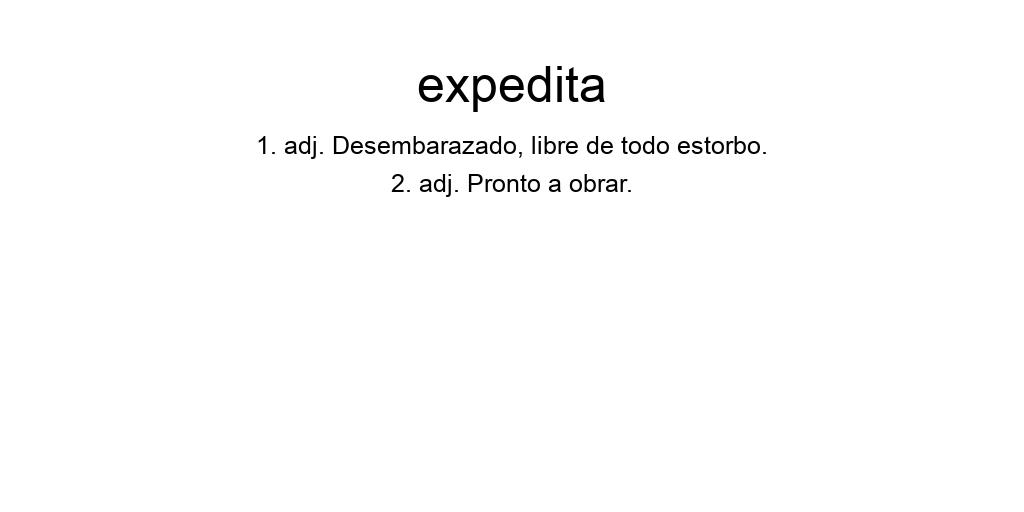 expedita
1. adj. Desembarazado, libre de todo estorbo.
2. adj. Pronto a obrar.